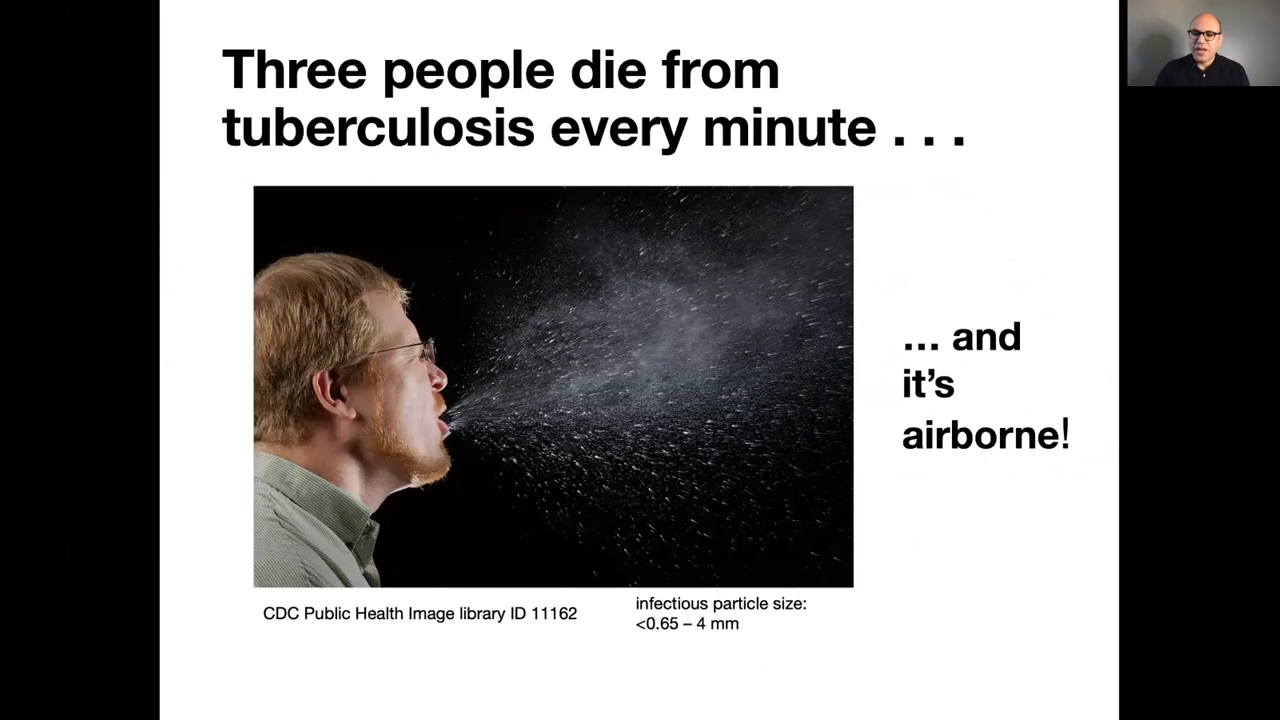 Three people die from
tuberculosis every minute . . .
... and
it's
airborne!
CDC Public Health Image library ID 11162
infectious particle size:
<0.65 – 4 mm